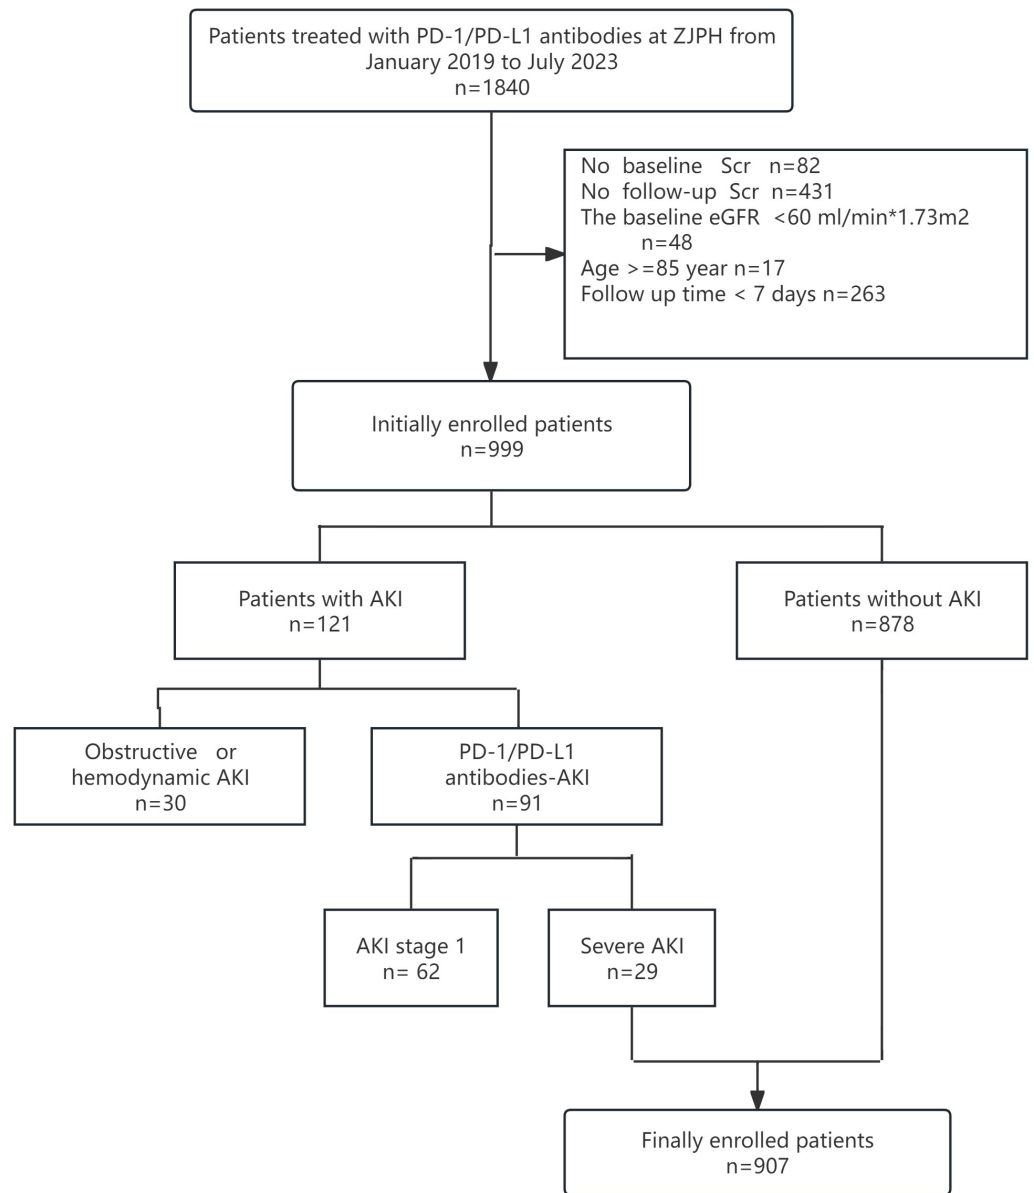 Patients treated with PD-1/PD-L1 antibodies at ZJPH from
January 2019 to July 2023
n=1840
No baseline Scr n=82
No follow-up Scr n=431
The baseline eGFR <60 ml/min*1.73m2
n=48
Age >=85 year n=17
Follow up time < 7 days n=263
Initially enrolled patients
n=999
Patients with AKI
n=121
Patients without AKI
n=878
Obstructive or
hemodynamic AKI
n=30
PD-1/PD-L1
antibodies-AKI
n=91
AKI stage 1
n= 62
Severe AKI
n=29
Finally enrolled patients
n=907